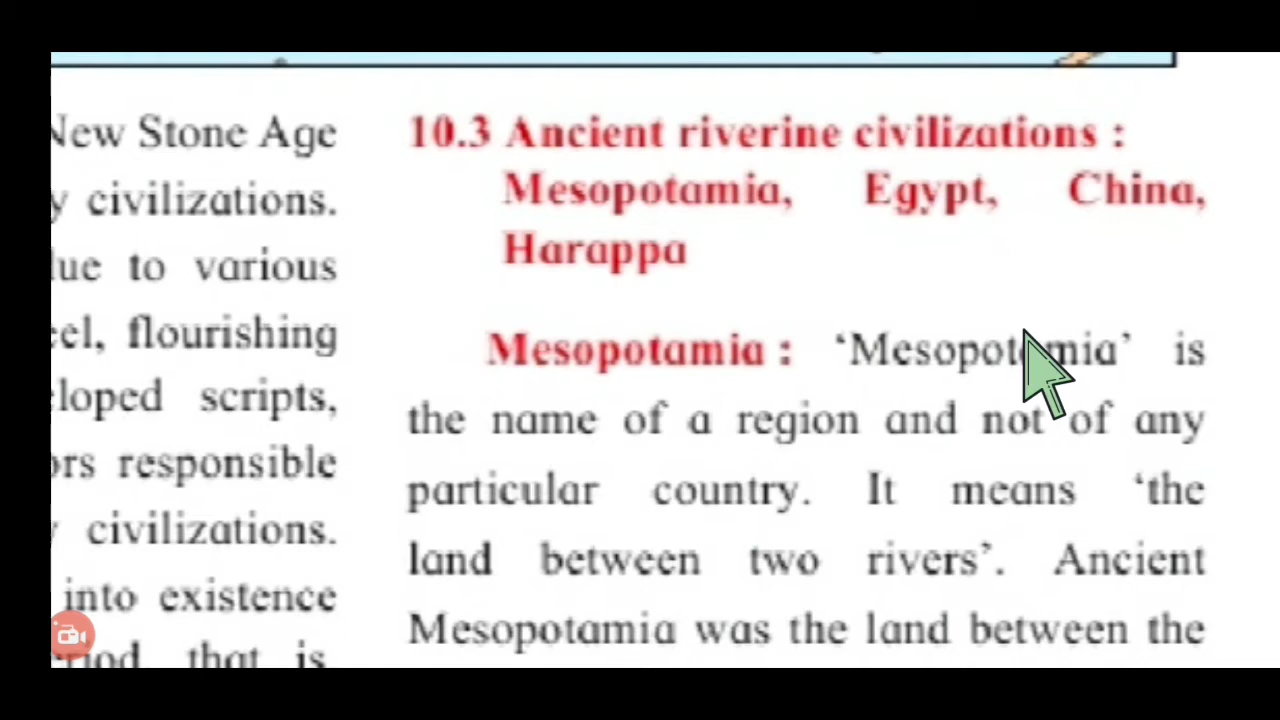 New Stone Age
civilizations.
to various
flourishing
scripts,
responsible
civilizations.
into existence
that is
10.3 Ancient riverine civilizations :
Mesopotamia, Egypt, China,
Harappa
Mesopotamia : ‘Mesopotamia’ is
the name of a region and not of any
particular country. It means ‘the
land between two rivers’. Ancient
Mesopotamia was the land between the